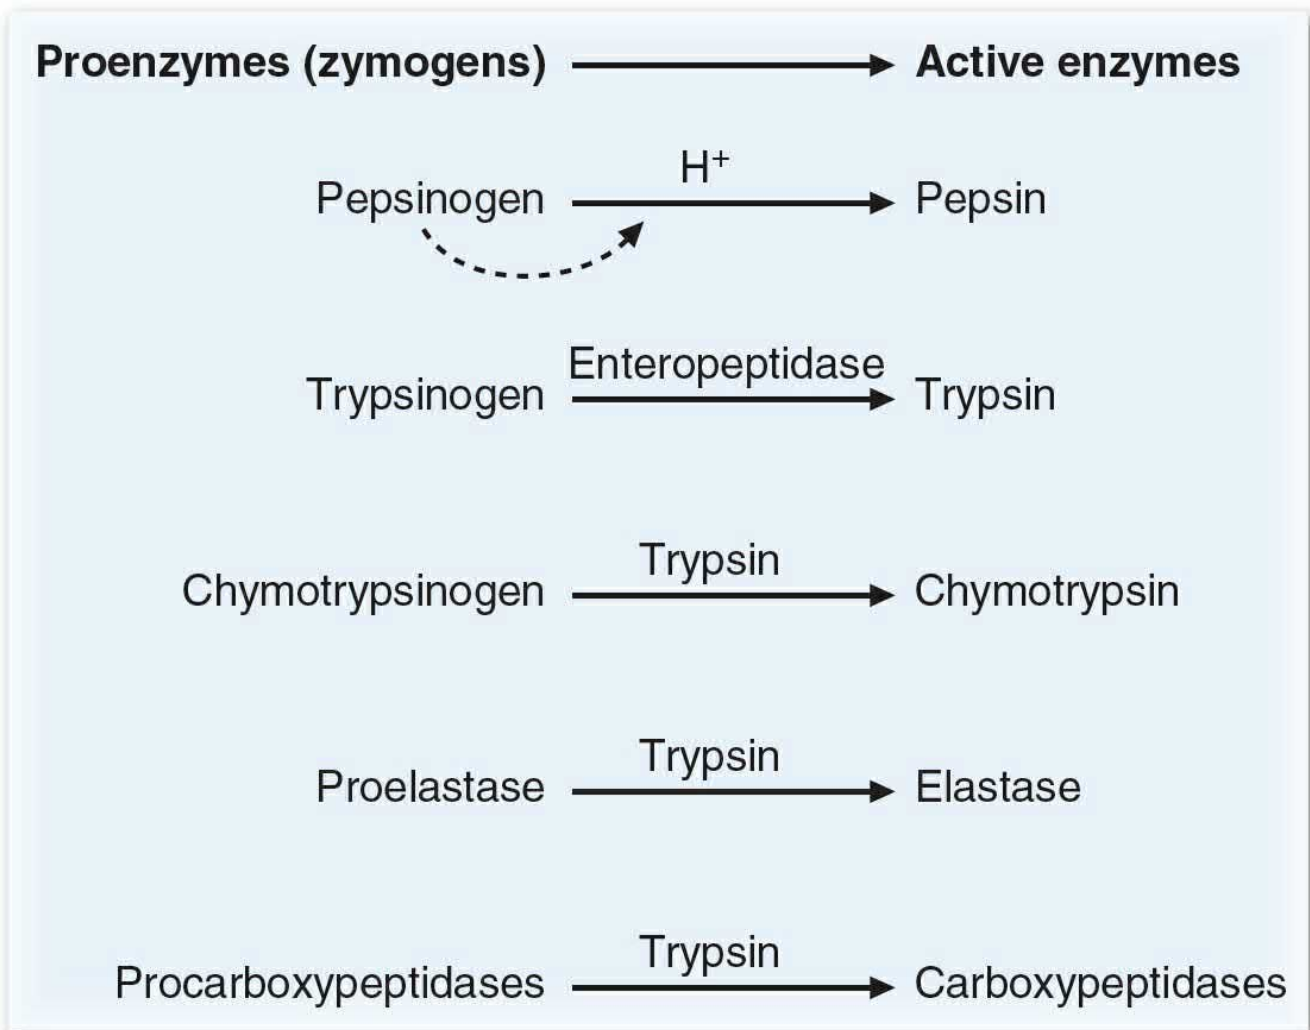 Proenzymes (zymogens) Active enzymes
H+
Pepsinogen Pepsin
Enteropeptidase
Trypsinogen Trypsin
Trypsin
Chymotrypsinogen Chymotrypsin
Trypsin
Proelastase Elastase
Trypsin
Procarboxypeptidases Carboxypeptidases